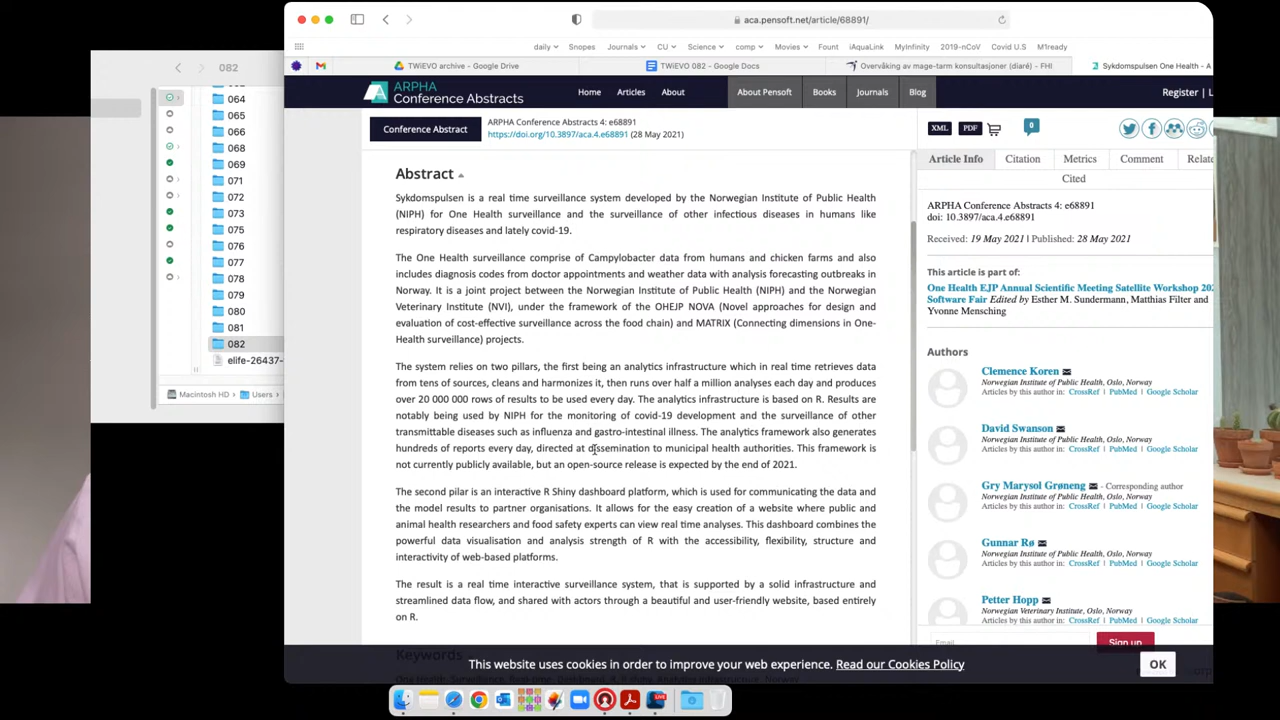 aca.pensoft.net/article/68891/
daily
Snopes
Journals
CU
Science
comp
Movies
Fount
iAquaLink
MyInfinity
2019-nCoV
Covid U.S
M1ready
TWiEVO archive - Google Drive
TWiEVO 082 - Google Docs
Overvåking av mage-tarm konsultasjoner (diaré) - FHI
Sykdomspulsen One Health - A
082
064
065
066
068
069
071
072
073
075
076
077
078
079
080
081
082
elife-26437-
Macintosh HD
Users
ARPHA
Conference Abstracts
Home
Articles
About
About Pensoft
Books
Journals
Blog
Register | L
Conference Abstract
ARPHA Conference Abstracts 4: e68891
https://doi.org/10.3897/aca.4.e68891 (28 May 2021)
XML
PDF
0
Abstract
Sykdomspulsen is a real time surveillance system developed by the Norwegian Institute of Public Health
(NIPH) for One Health surveillance and the surveillance of other infectious diseases in humans like
respiratory diseases and lately covid-19.
The One Health surveillance comprise of Campylobacter data from humans and chicken farms and also
includes diagnosis codes from doctor appointments and weather data with analysis forecasting outbreaks in
Norway. It is a joint project between the Norwegian Institute of Public Health (NIPH) and the Norwegian
Veterinary Institute (NVI), under the framework of the OHEJP NOVA (Novel approaches for design and
evaluation of cost-effective surveillance across the food chain) and MATRIX (Connecting dimensions in One-
Health surveillance) projects.
The system relies on two pillars, the first being an analytics infrastructure which in real time retrieves data
from tens of sources, cleans and harmonizes it, then runs over half a million analyses each day and produces
over 20 000 000 rows of results to be used every day. The analytics infrastructure is based on R. Results are
notably being used by NIPH for the monitoring of covid-19 development and the surveillance of other
transmittable diseases such as influenza and gastro-intestinal illness. The analytics framework also generates
hundreds of reports every day, directed at dissemination to municipal health authorities. This framework is
not currently publicly available, but an open-source release is expected by the end of 2021.
The second pilar is an interactive R Shiny dashboard platform, which is used for communicating the data and
the model results to partner organisations. It allows for the easy creation of a website where public and
animal health researchers and food safety experts can view real time analyses. This dashboard combines the
powerful data visualisation and analysis strength of R with the accessibility, flexibility, structure and
interactivity of web-based platforms.
The result is a real time interactive surveillance system, that is supported by a solid infrastructure and
streamlined data flow, and shared with actors through a beautiful and user-friendly website, based entirely
on R.
Keywords
Article Info
Citation
Metrics
Comment
Relate
Cited
ARPHA Conference Abstracts 4: e68891
doi: 10.3897/aca.4.e68891
Received: 19 May 2021 | Published: 28 May 2021
This article is part of:
One Health EJP Annual Scientific Meeting Satellite Workshop 202
Software Fair Edited by Esther M. Sundermann, Matthias Filter and
Yvonne Mensching
Authors
Clemence Koren
Norwegian Institute of Public Health, Oslo, Norway
Articles by this author in: CrossRef | PubMed | Google Scholar
David Swanson
Norwegian Institute of Public Health, Oslo, Norway
Articles by this author in: CrossRef | PubMed | Google Scholar
Gry Marysol Grøneng - Corresponding author
Norwegian Institute of Public Health, Oslo, Norway
Articles by this author in: CrossRef | PubMed | Google Scholar
Gunnar Rø
Norwegian Institute of Public Health, Oslo, Norway
Articles by this author in: CrossRef | PubMed | Google Scholar
Petter Hopp
Norwegian Veterinary Institute, Oslo, Norway
Articles by this author in: CrossRef | PubMed | Google Scholar
Email
Sign up
This website uses cookies in order to improve your web experience. Read our Cookies Policy
OK